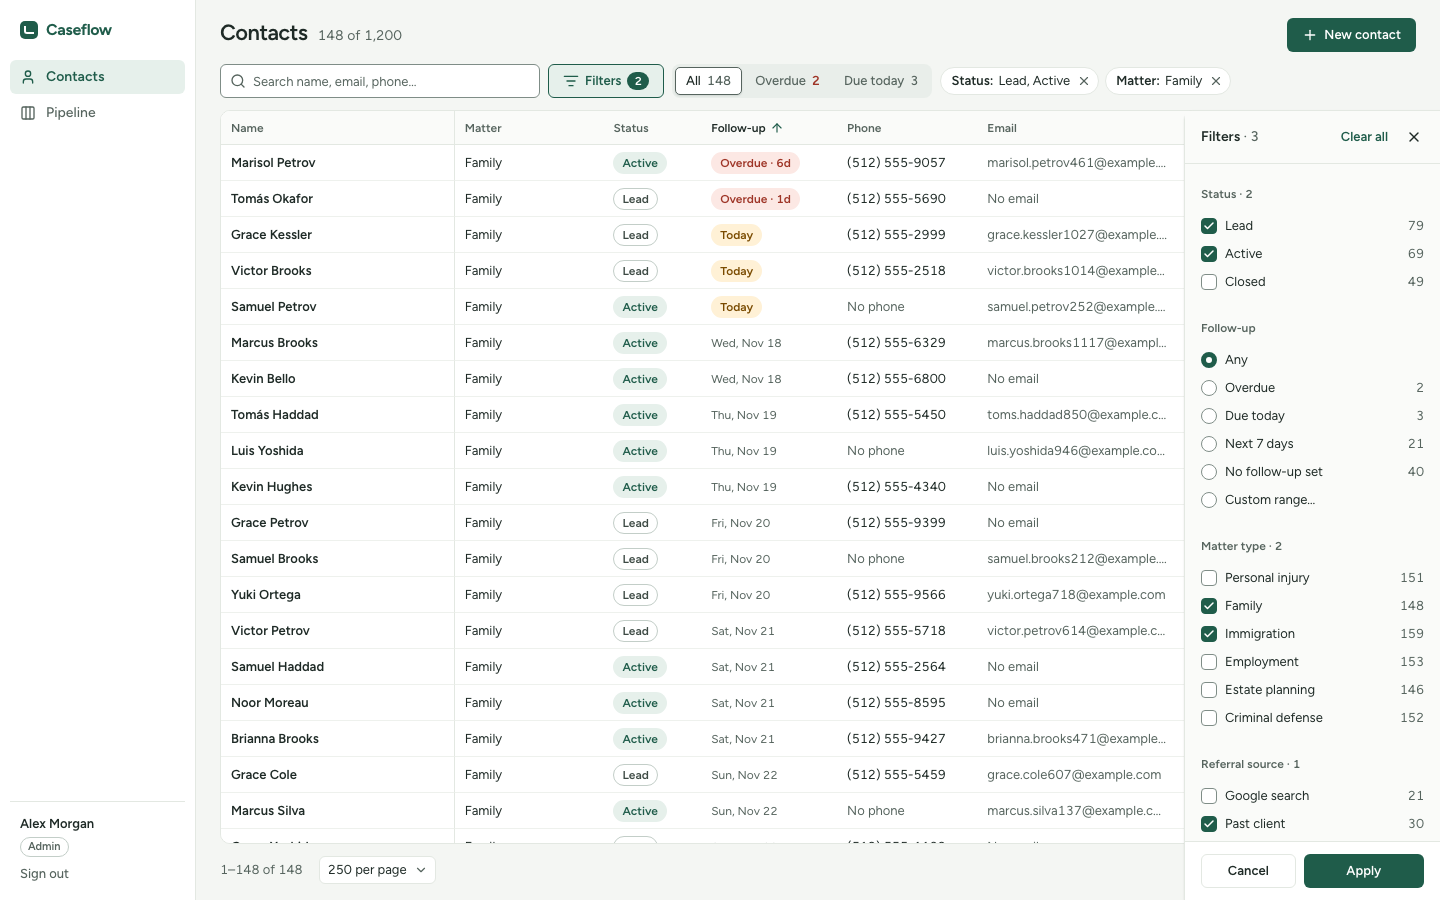 Caseflow
Contacts
Pipeline
Alex Morgan
Admin
Sign out
Contacts 148 of 1,200
New contact
Search name, email, phone...
Filters 2
All 148
Overdue 2
Due today 3
Status: Lead, Active
Matter: Family
Name Matter Status Follow-up Phone Email
Marisol Petrov Family Active Overdue · 6d (512) 555-9057 marisol.petrov461@example....
Tomás Okafor Family Lead Overdue · 1d (512) 555-5690 No email
Grace Kessler Family Lead Today (512) 555-2999 grace.kessler1027@example....
Victor Brooks Family Lead Today (512) 555-2518 victor.brooks1014@example...
Samuel Petrov Family Active Today No phone samuel.petrov252@example....
Marcus Brooks Family Active Wed, Nov 18 (512) 555-6329 marcus.brooks1117@exampl...
Kevin Bello Family Active Wed, Nov 18 (512) 555-6800 No email
Tomás Haddad Family Active Thu, Nov 19 (512) 555-5450 toms.haddad850@example.c...
Luis Yoshida Family Active Thu, Nov 19 No phone luis.yoshida946@example.co...
Kevin Hughes Family Active Thu, Nov 19 (512) 555-4340 No email
Grace Petrov Family Lead Fri, Nov 20 (512) 555-9399 No email
Samuel Brooks Family Lead Fri, Nov 20 No phone samuel.brooks212@example....
Yuki Ortega Family Lead Fri, Nov 20 (512) 555-9566 yuki.ortega718@example.com
Victor Petrov Family Lead Sat, Nov 21 (512) 555-5718 victor.petrov614@example.c...
Samuel Haddad Family Active Sat, Nov 21 (512) 555-2564 No email
Noor Moreau Family Active Sat, Nov 21 (512) 555-8595 No email
Brianna Brooks Family Active Sat, Nov 21 (512) 555-9427 brianna.brooks471@example...
Grace Cole Family Lead Sun, Nov 22 (512) 555-5459 grace.cole607@example.com
Marcus Silva Family Active Sun, Nov 22 No phone marcus.silva137@example.c...
1–148 of 148
250 per page
Filters · 3
Clear all
Status · 2
Lead 79
Active 69
Closed 49
Follow-up
Any
Overdue 2
Due today 3
Next 7 days 21
No follow-up set 40
Custom range...
Matter type · 2
Personal injury 151
Family 148
Immigration 159
Employment 153
Estate planning 146
Criminal defense 152
Referral source · 1
Google search 21
Past client 30
Cancel
Apply